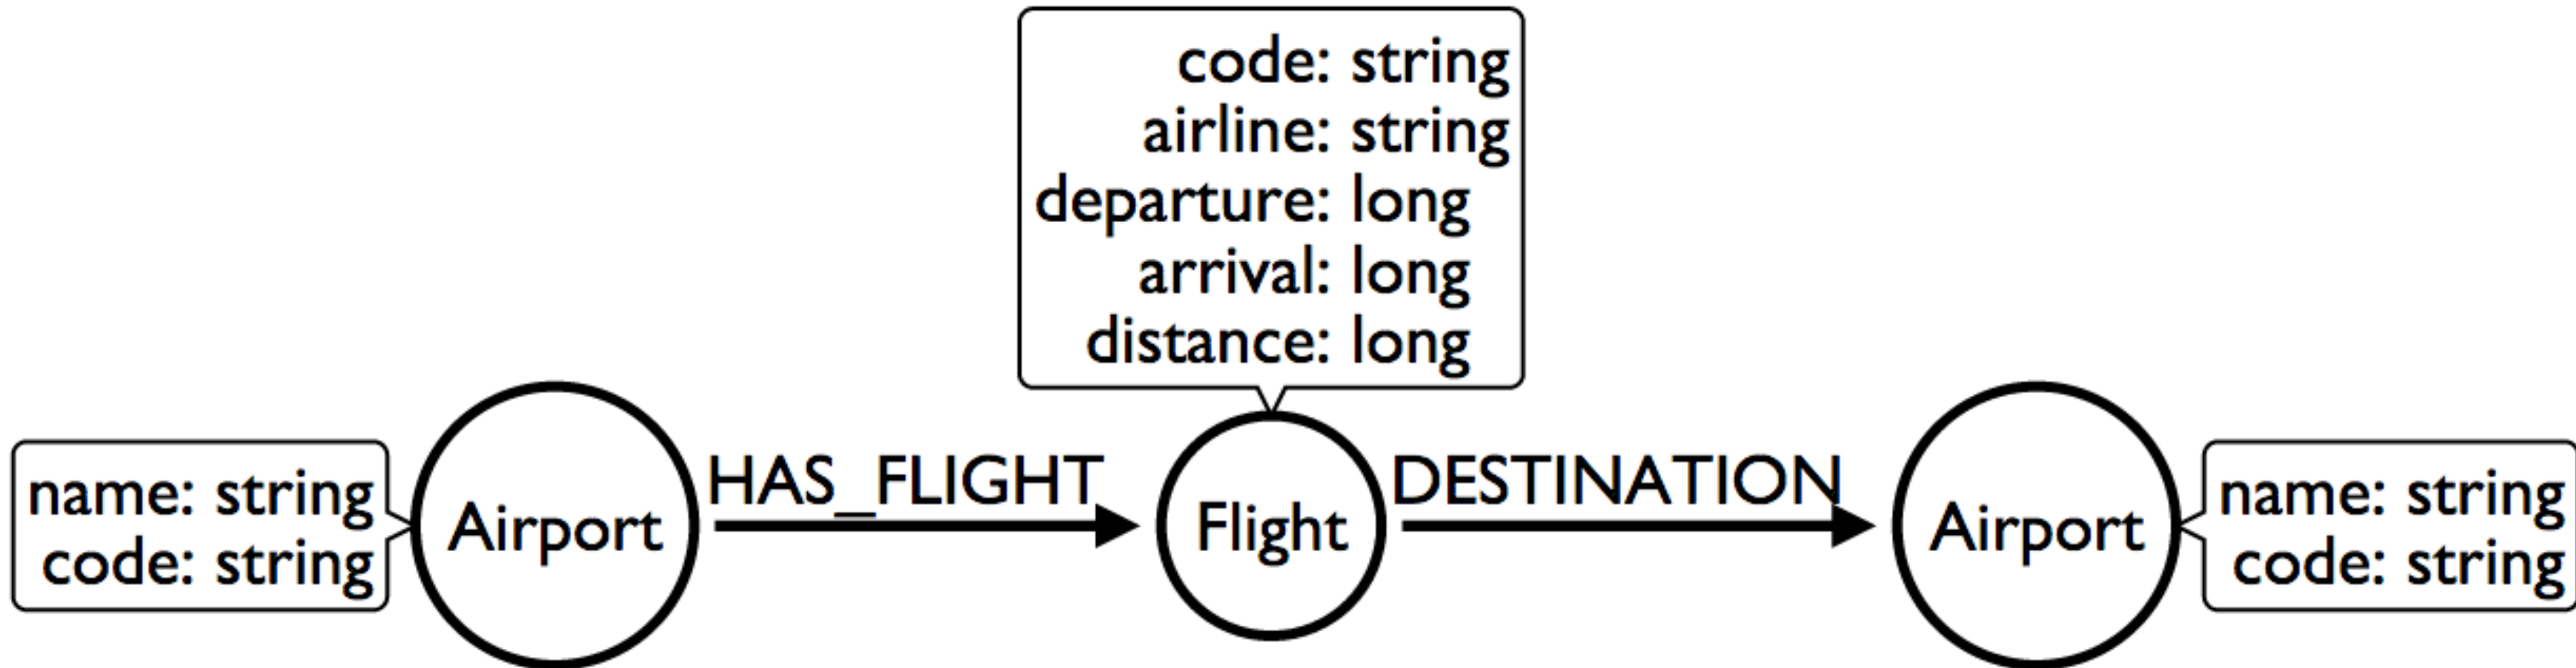 code: string
airline: string
departure: long
arrival: long
distance: long
name: string
code: string
Airport
HAS_FLIGHT
Flight
DESTINATION
Airport
name: string
code: string